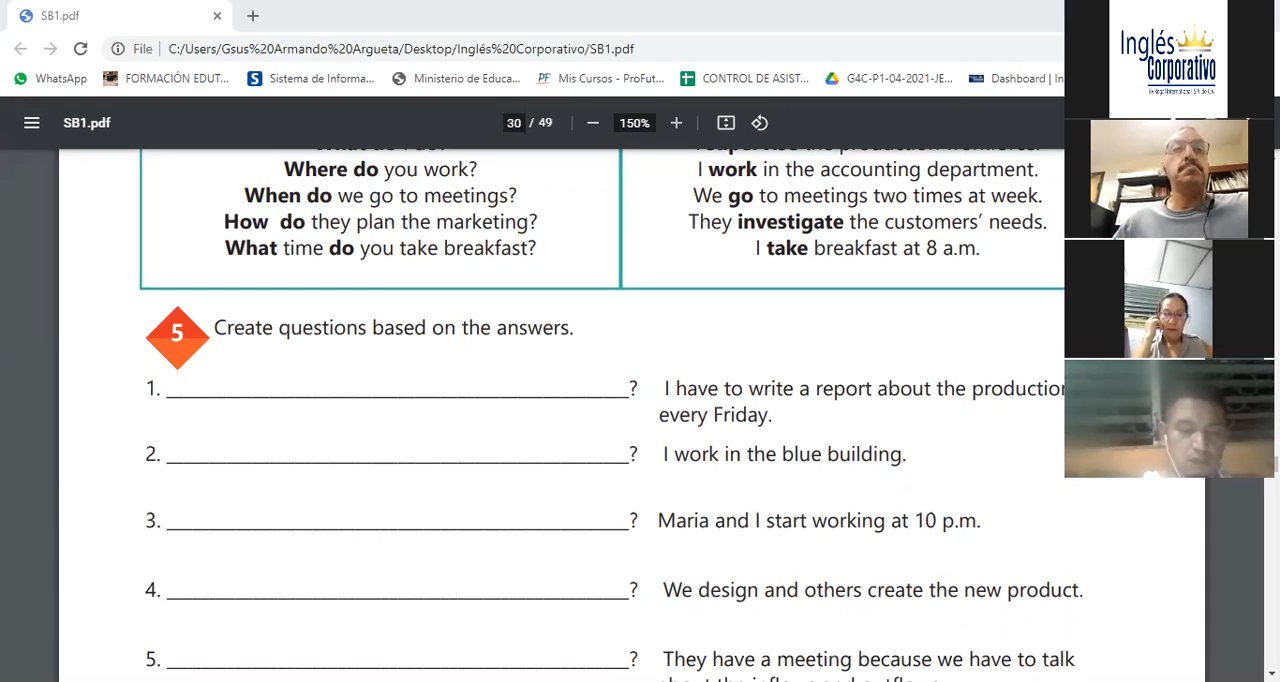 SB1.pdf
File C:/Users/Gsus%20Armando%20Argueta/Desktop/Inglés%20Corporativo/SB1.pdf
WhatsApp FORMACIÓN EDUT... Sistema de Informa... Ministerio de Educa... PF Mis Cursos - ProFut... CONTROL DE ASIST... G4C-P1-04-2021-JE... Dashboard | In
Inglés
Corporativo
SB1.pdf 30 / 49 150%
Where do you work? I work in the accounting department.
When do we go to meetings? We go to meetings two times at week.
How do they plan the marketing? They investigate the customers' needs.
What time do you take breakfast? I take breakfast at 8 a.m.
5 Create questions based on the answers.
1. ? I have to write a report about the production
every Friday.
2. ? I work in the blue building.
3. ? Maria and I start working at 10 p.m.
4. ? We design and others create the new product.
5. ? They have a meeting because we have to talk